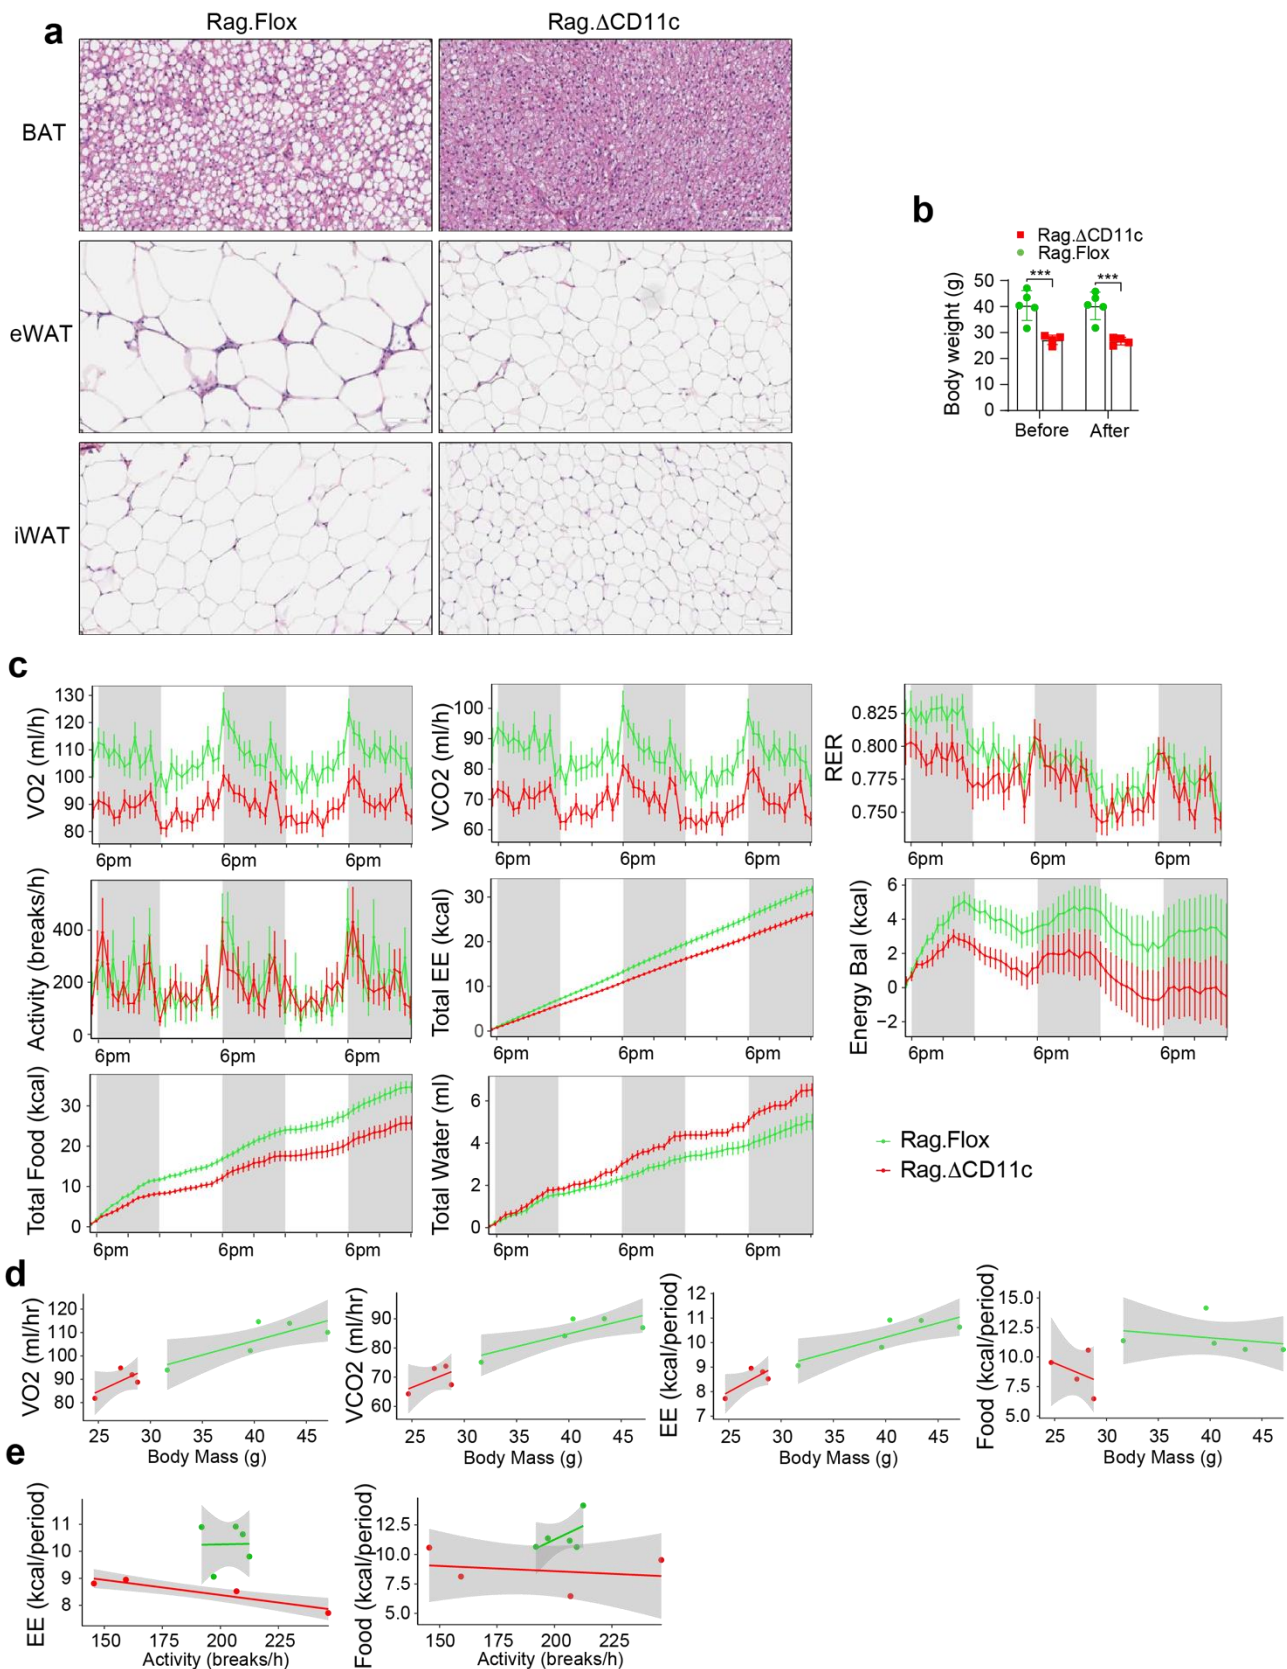 a
Rag.Flox
Rag.ΔCD11c
BAT
eWAT
iWAT
b
Rag.ΔCD11c
Rag.Flox
Body weight (g)
50
40
30
20
10
0
***
***
Before
After
c
VO2 (ml/h)
130
120
110
100
90
80
6pm
6pm
6pm
VCO2 (ml/h)
100
90
80
70
60
6pm
6pm
6pm
RER
0.825
0.800
0.775
0.750
6pm
6pm
6pm
Activity (breaks/h)
400
200
0
6pm
6pm
6pm
Total EE (kcal)
30
20
10
0
6pm
6pm
6pm
Energy Bal (kcal)
6
4
2
0
−2
6pm
6pm
6pm
Total Food (kcal)
30
20
10
0
6pm
6pm
6pm
Total Water (ml)
6
4
2
0
6pm
6pm
6pm
Rag.Flox
Rag.ΔCD11c
d
VO2 (ml/hr)
120
110
100
90
80
25
30
35
40
45
Body Mass (g)
VCO2 (ml/hr)
90
80
70
60
25
30
35
40
45
Body Mass (g)
EE (kcal/period)
12
11
10
9
8
7
25
30
35
40
45
Body Mass (g)
Food (kcal/period)
15.0
12.5
10.0
7.5
5.0
25
30
35
40
45
Body Mass (g)
e
EE (kcal/period)
11
10
9
8
150
175
200
225
Activity (breaks/h)
Food (kcal/period)
12.5
10.0
7.5
5.0
150
175
200
225
Activity (breaks/h)